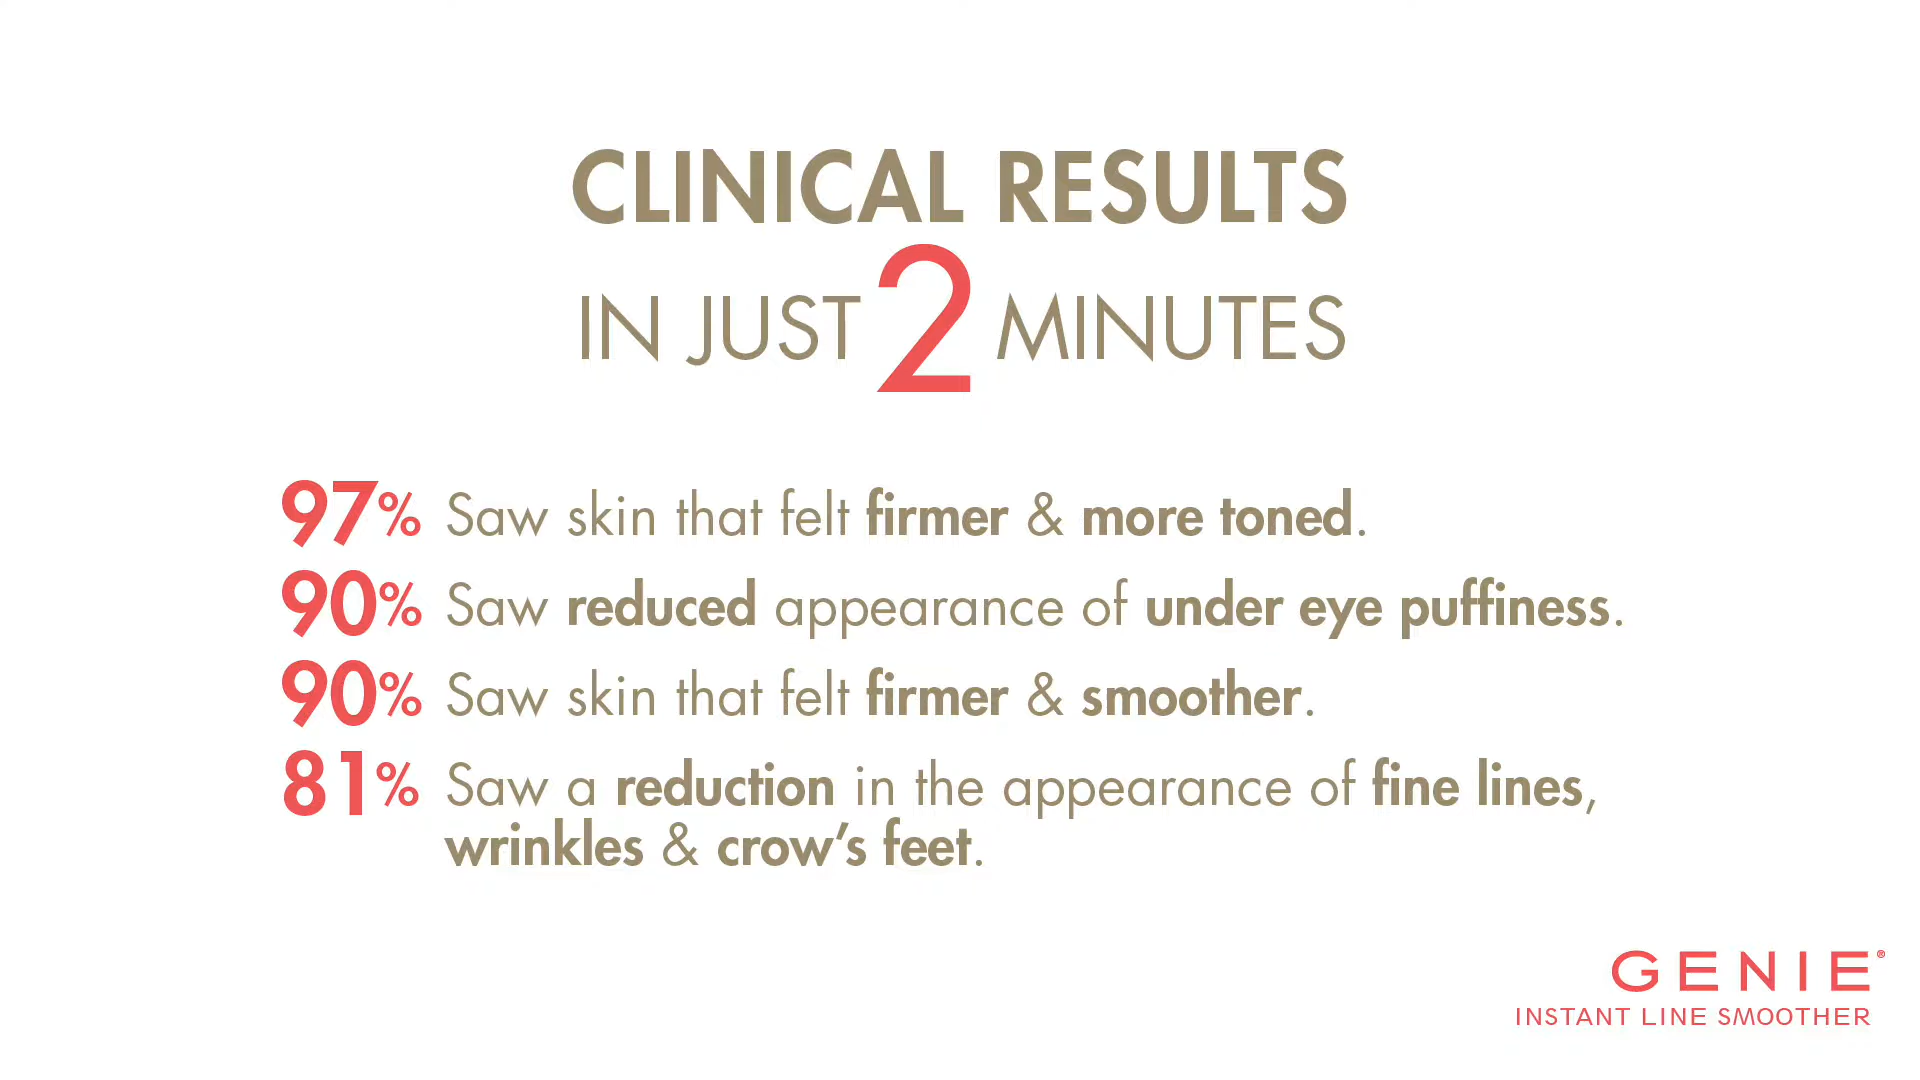 CLINICAL RESULTS
IN JUST 2 MINUTES
97% Saw skin that felt firmer & more toned.
90% Saw reduced appearance of under eye puffiness.
90% Saw skin that felt firmer & smoother.
81% Saw a reduction in the appearance of fine lines,
wrinkles & crow’s feet.
GENIE®
INSTANT LINE SMOOTHER